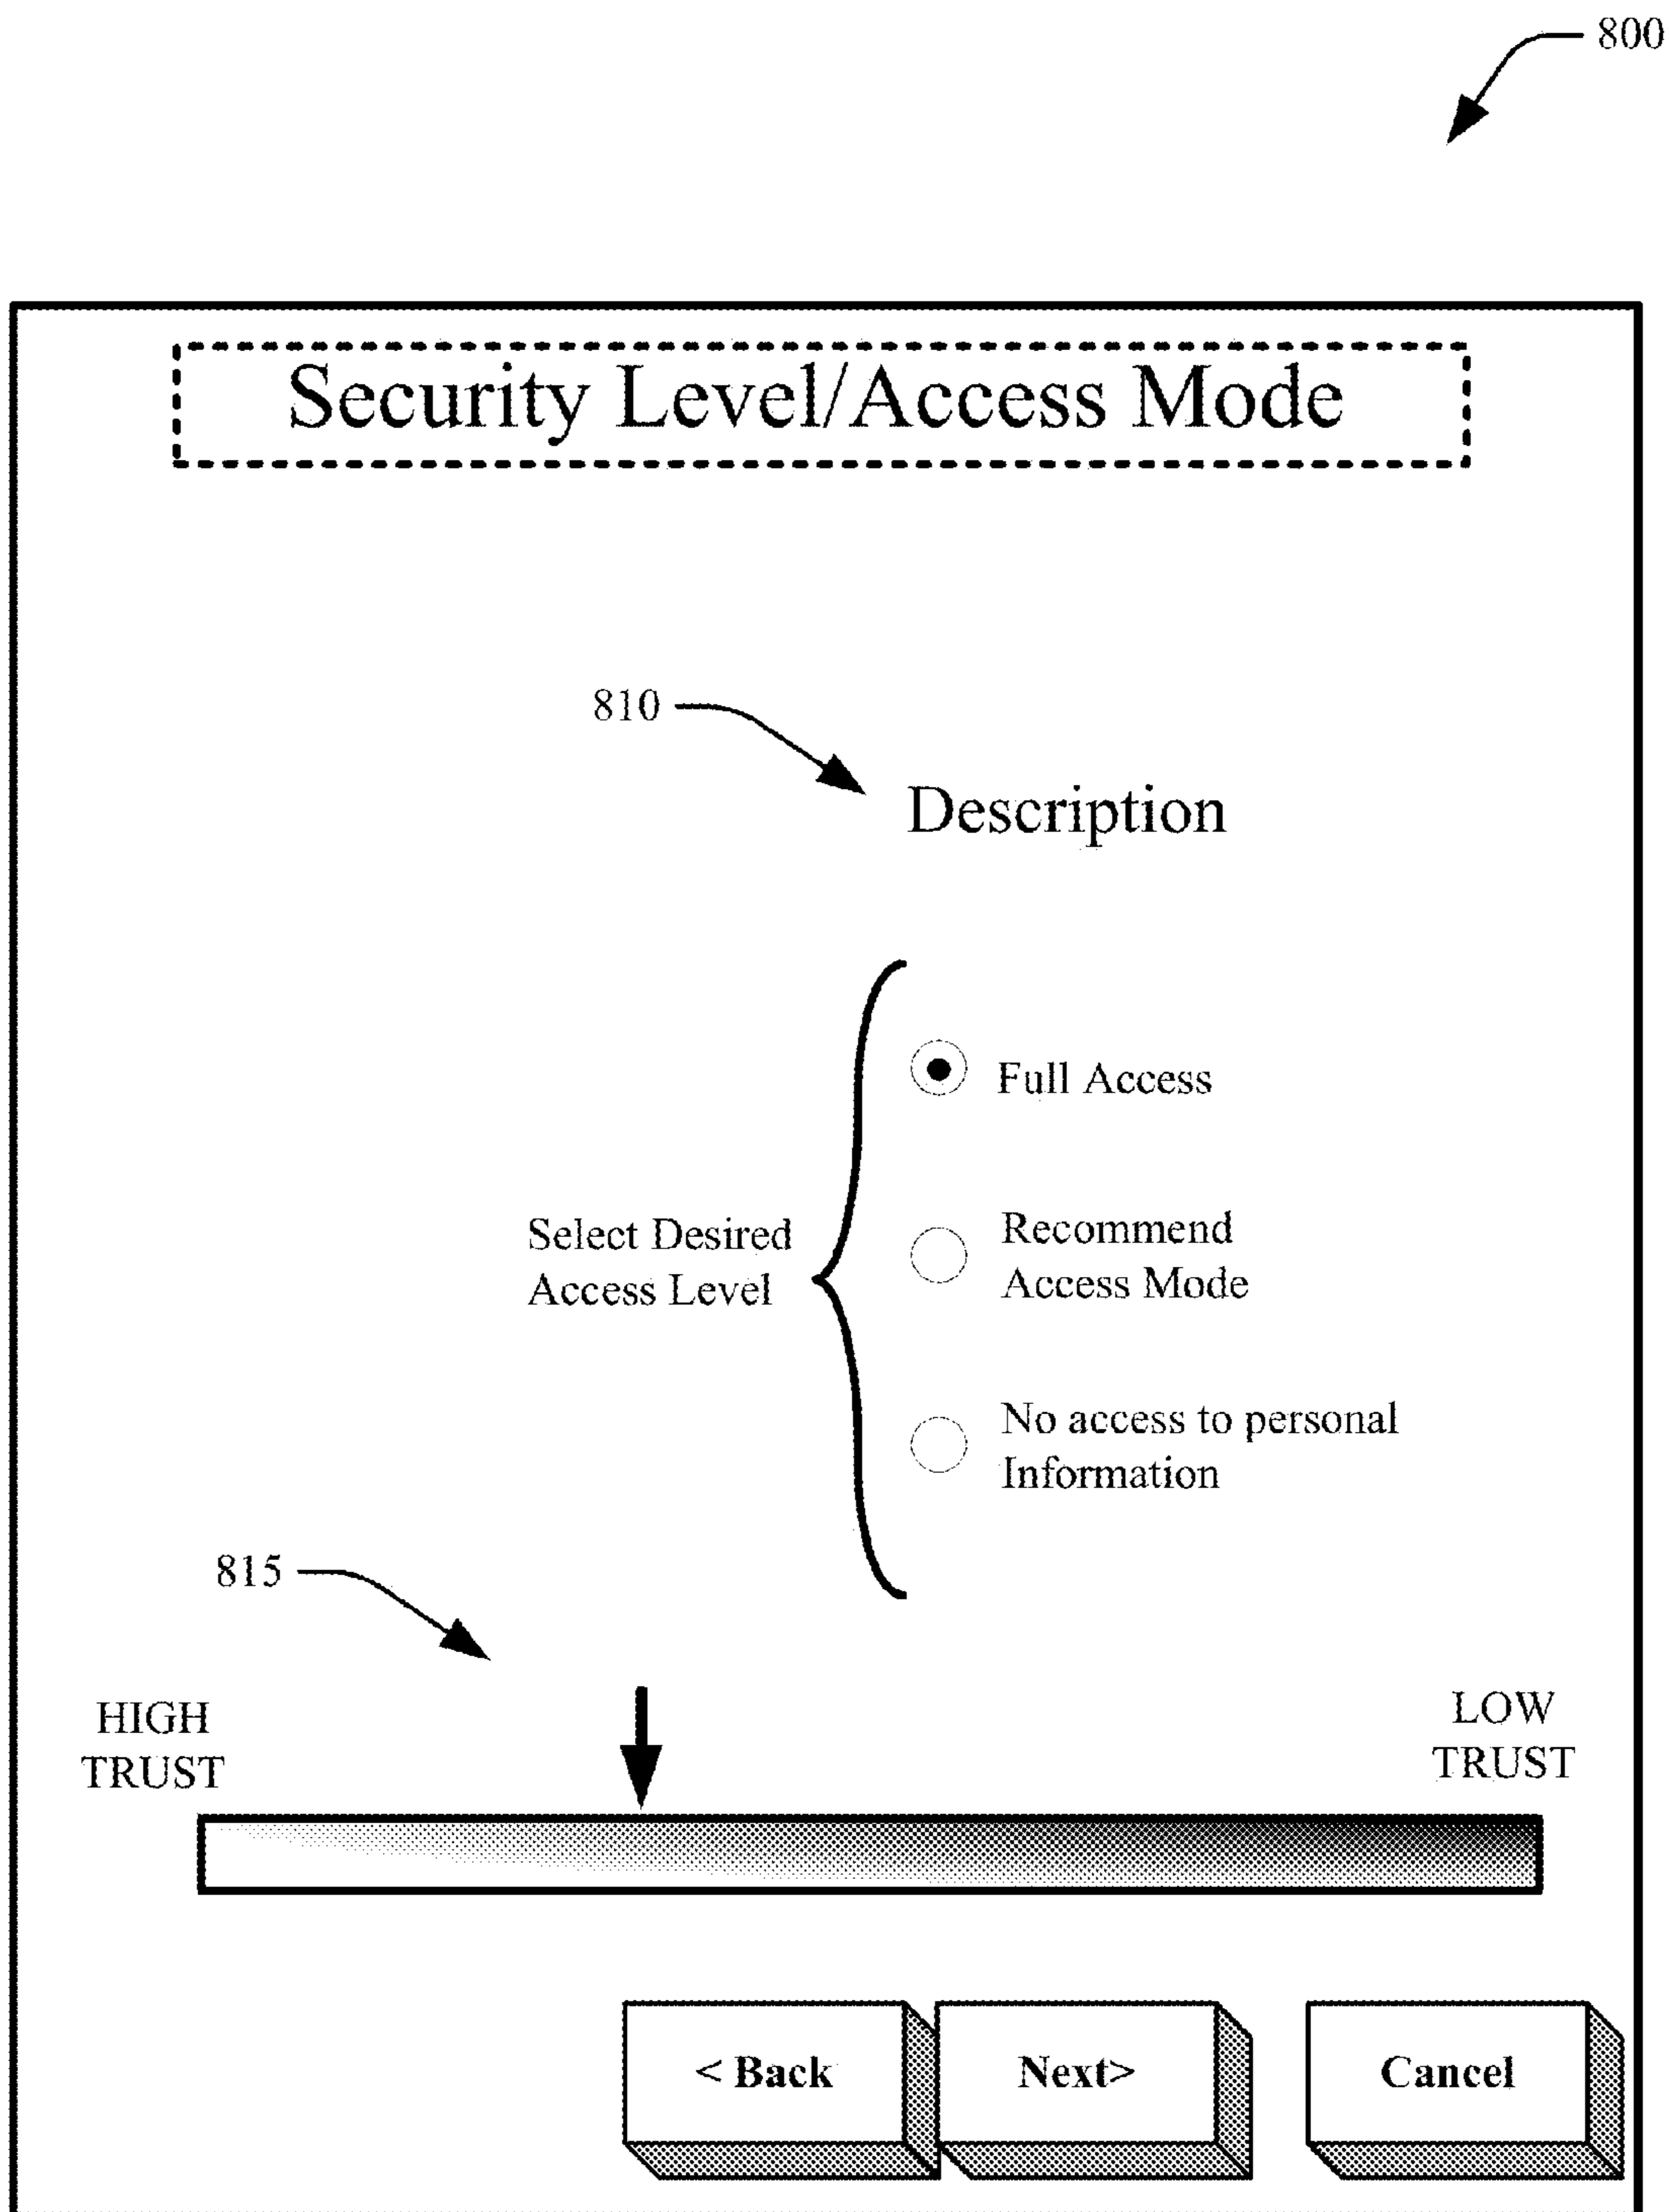 800
Security Level/Access Mode
810
Description
Full Access
Select Desired
Access Level
Recommend
Access Mode
No access to personal
Information
815
HIGH
TRUST
LOW
TRUST
< Back
Next>
Cancel